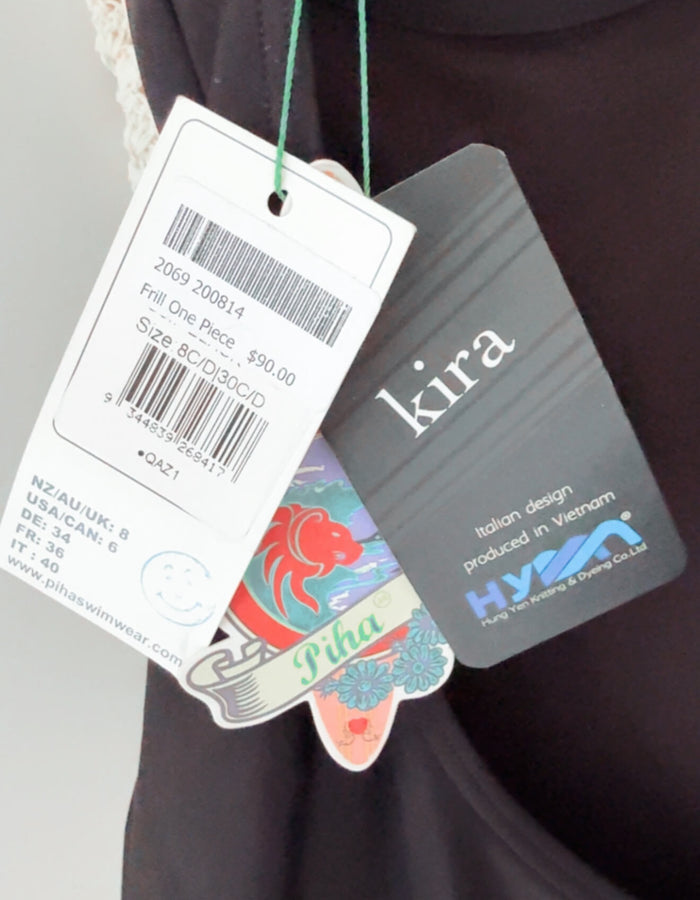 2069 200814
Frill One Piece $90.00
Size 8C/D|30C/D
9 344839 268417
•QAZ1
NZ/AU/UK: 8
USA/CAN: 6
DE: 34
FR: 36
IT : 40
www.pihaswimwear.com
Piha
kira
Italian design
produced in Vietnam
Hyền®
Hung Yen Knitting & Dyeing Co.Ltd